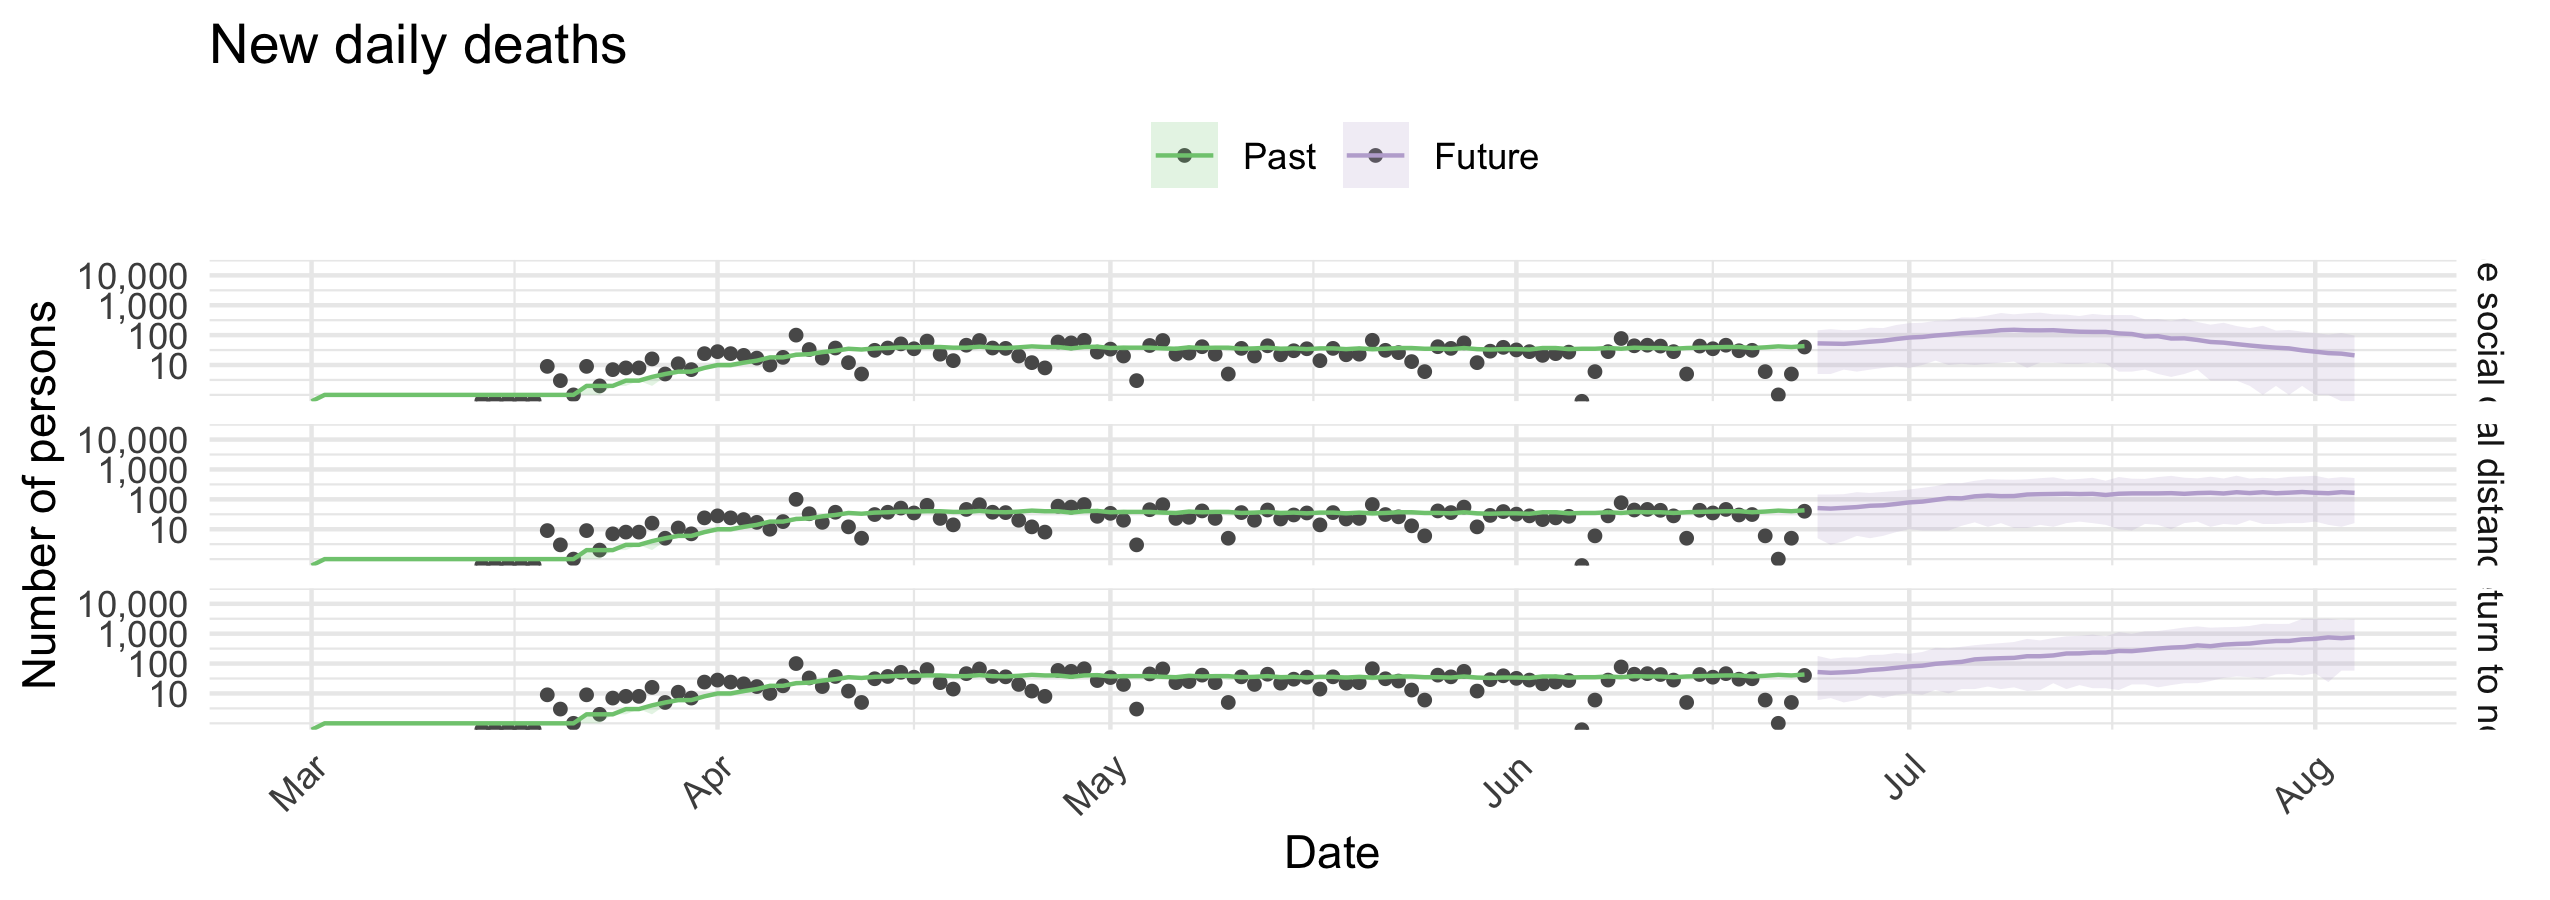 New daily deaths
Past
Future
Number of persons
10,000
1,000
100
10
e social
10,000
1,000
100
10
al distanc
10,000
1,000
100
10
turn to
Mar
Apr
May
Jun
Jul
Aug
Date